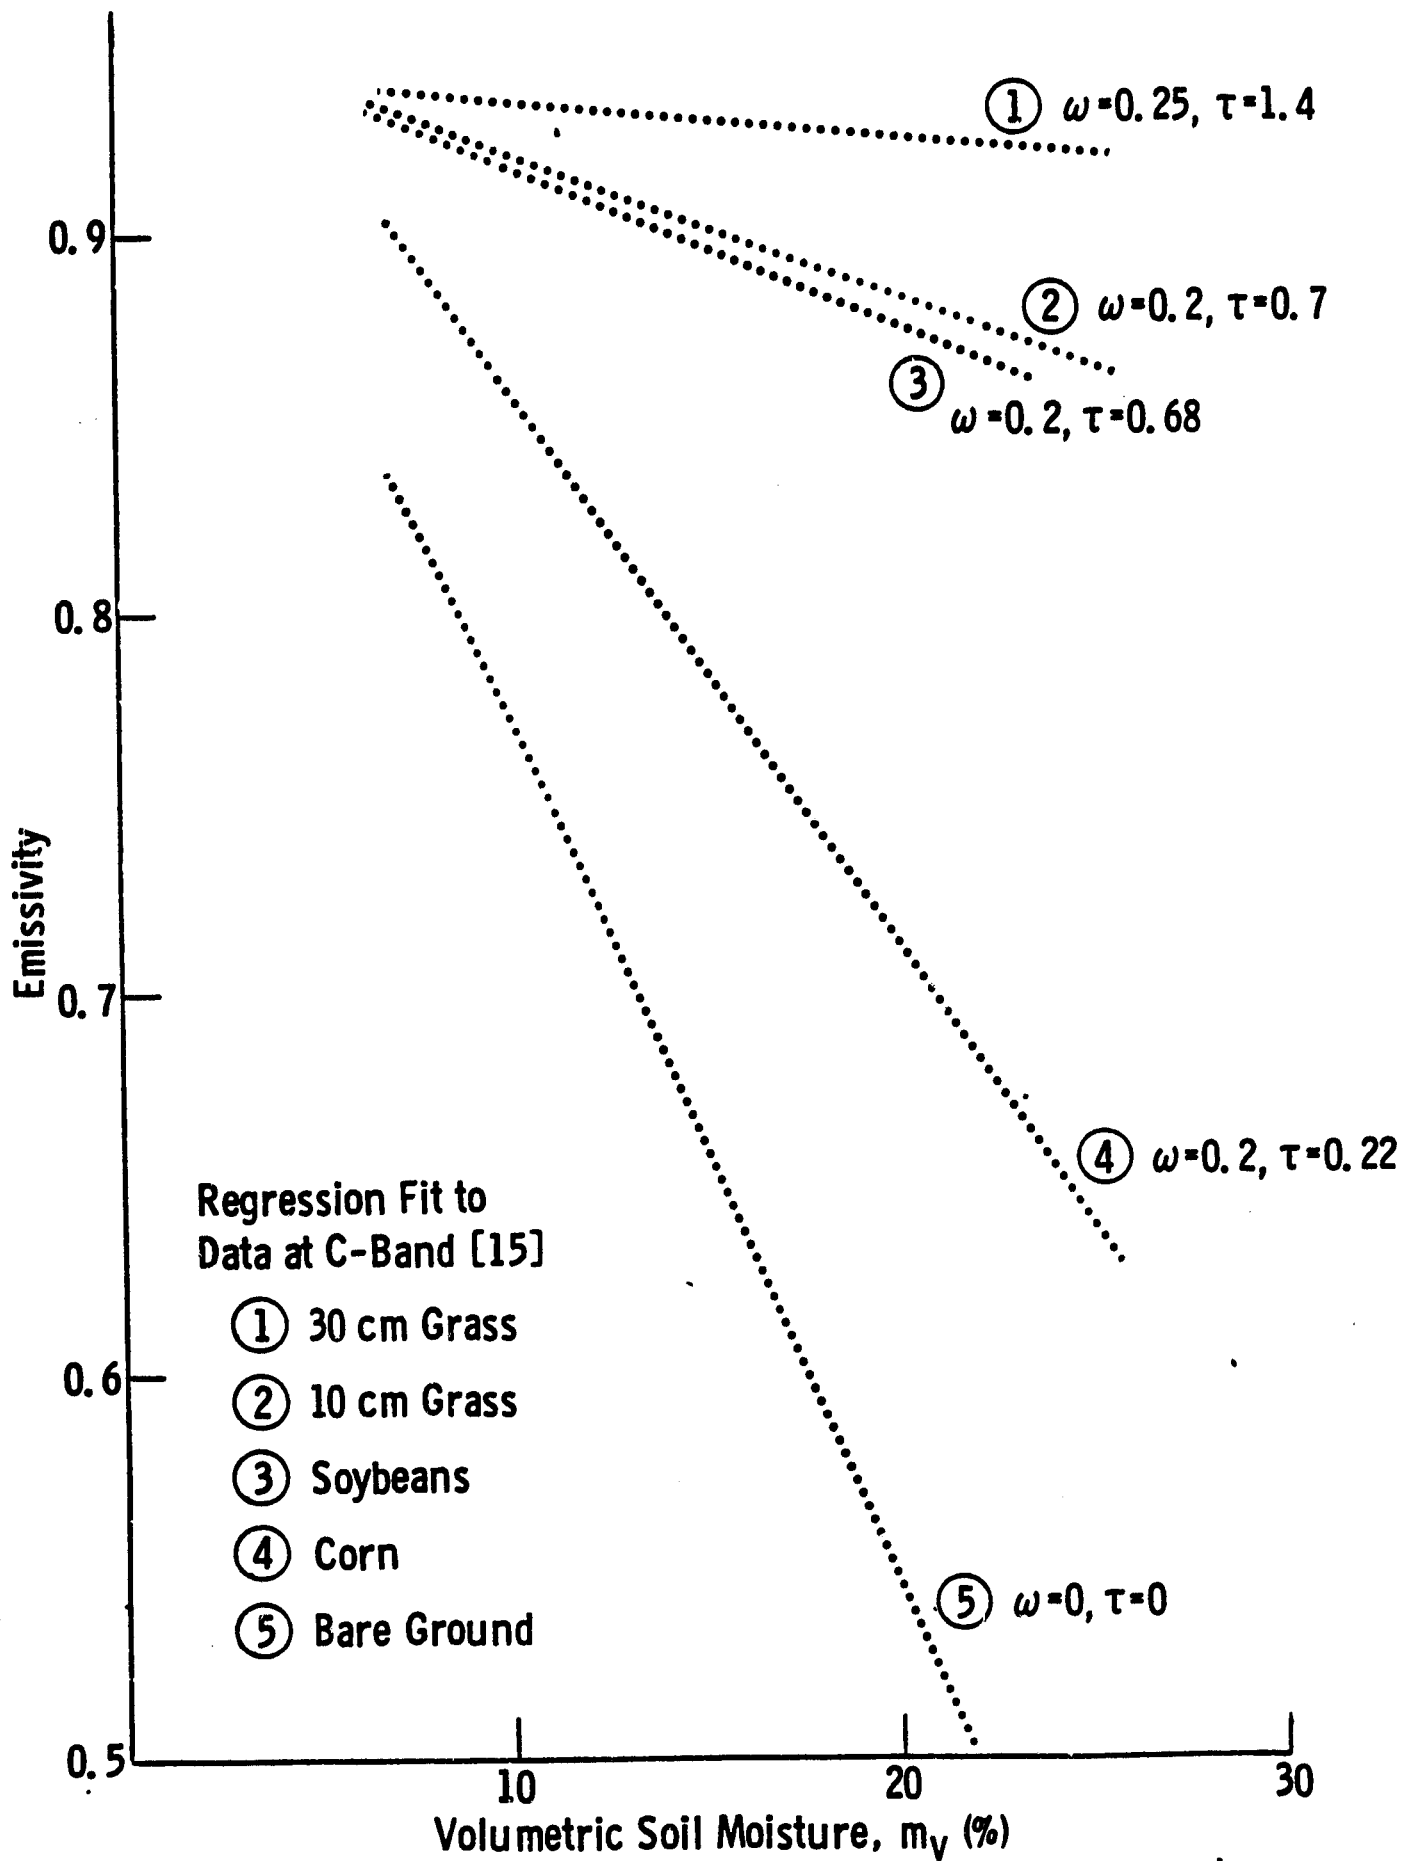 ① ω=0.25, τ=1.4
0.9
② ω=0.2, τ=0.7
③
ω=0.2, τ=0.68
0.8
Emissivity
0.7
④ ω=0.2, τ=0.22
Regression Fit to
Data at C-Band [15]
① 30 cm Grass
0.6
② 10 cm Grass
③ Soybeans
④ Corn
⑤ ω=0, τ=0
⑤ Bare Ground
0.5
10 20 30
Volumetric Soil Moisture, mv (%)